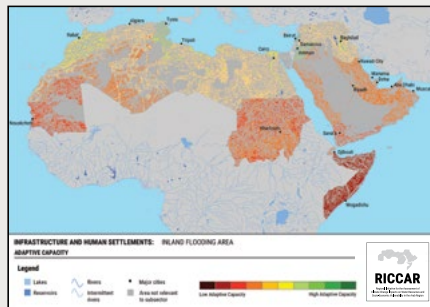 Rabat
Algiers
Tunis
Tripoli
Cairo
Beirut
Damascus
Amman
Baghdad
Kuwait City
Manama
Doha
Abu Dhabi
Riyadh
Muscat
Nouakchott
Khartoum
Sana'a
Djibouti
Mogadishu
INFRASTRUCTURE AND HUMAN SETTLEMENTS: INLAND FLOODING AREA
ADAPTIVE CAPACITY
Legend
Lakes
Reservoirs
Rivers
Intermittent rivers
Major cities
Area not relevant to subsector
Low Adaptive Capacity
High Adaptive Capacity
RICCAR